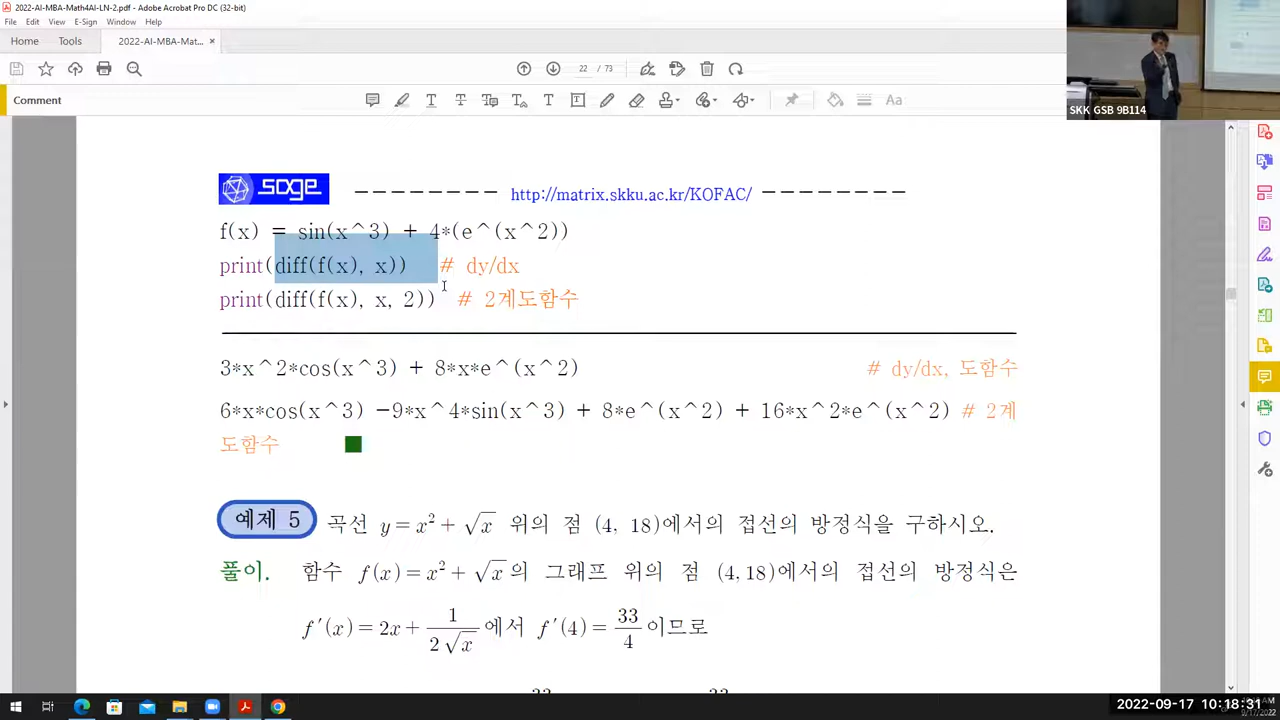 2022-AI-MBA-Math4AI-LN-2.pdf - Adobe Acrobat Pro DC (32-bit)
File Edit View E-Sign Window Help
Home Tools 2022-AI-MBA-Mat... ×
22 / 73
Comment
SKK GSB 9B114
sage -------- http://matrix.skku.ac.kr/KOFAC/ --------
f(x) = sin(x^3) + 4*(e^(x^2))
print(diff(f(x), x)) # dy/dx
print(diff(f(x), x, 2)) # 2계도함수
3*x^2*cos(x^3) + 8*x*e^(x^2) # dy/dx, 도함수
6*x*cos(x^3) -9*x^4*sin(x^3) + 8*e^(x^2) + 16*x^2*e^(x^2) # 2계
도함수
예제 5 곡선 y = x² + √x 위의 점 (4, 18)에서의 접선의 방정식을 구하시오.
풀이. 함수 f(x) = x² + √x의 그래프 위의 점 (4, 18)에서의 접선의 방정식은
f′(x) = 2x + 1/(2√x) 에서 f′(4) = 33/4 이므로
2022-09-17 10:18:31